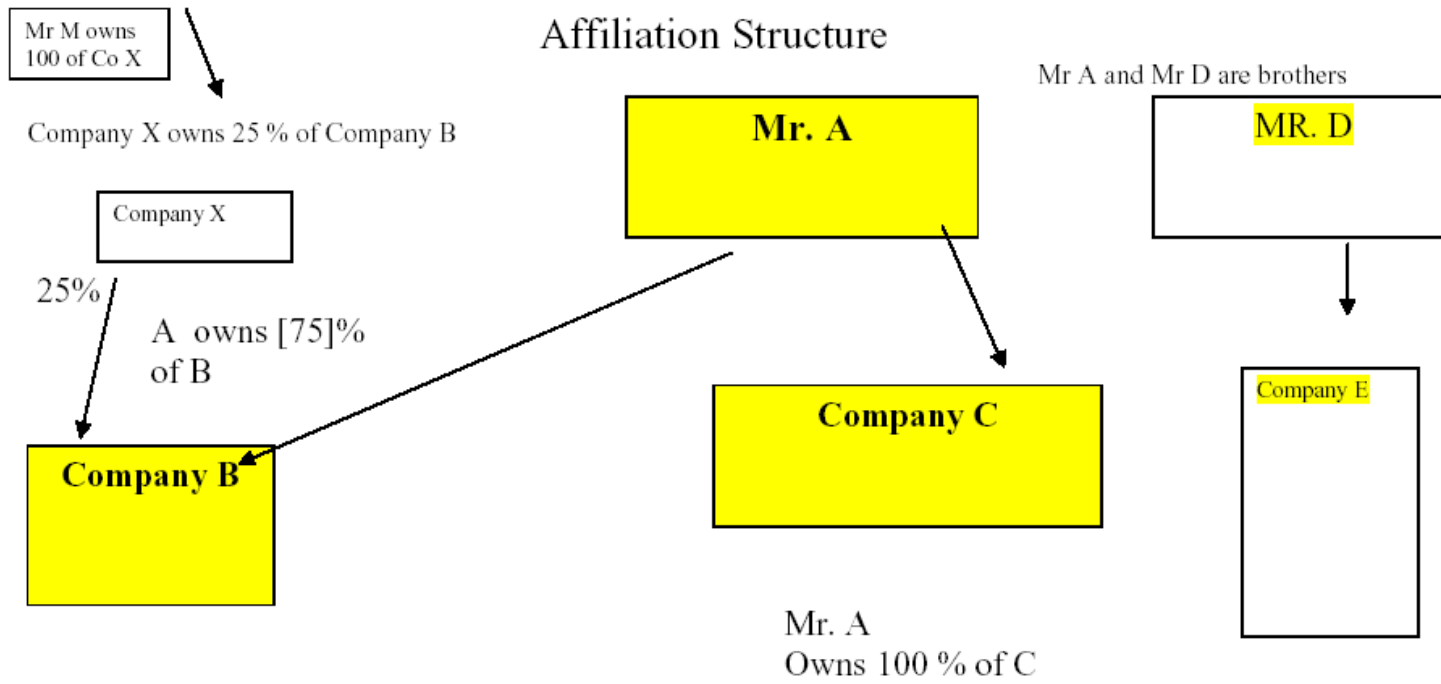 Affiliation Structure
Mr M owns
100 of Co X
Mr A and Mr D are brothers
Company X owns 25 % of Company B
Mr. A
MR. D
Company X
25%
A owns [75]%
of B
Company C
Company E
Company B
Mr. A
Owns 100 % of C